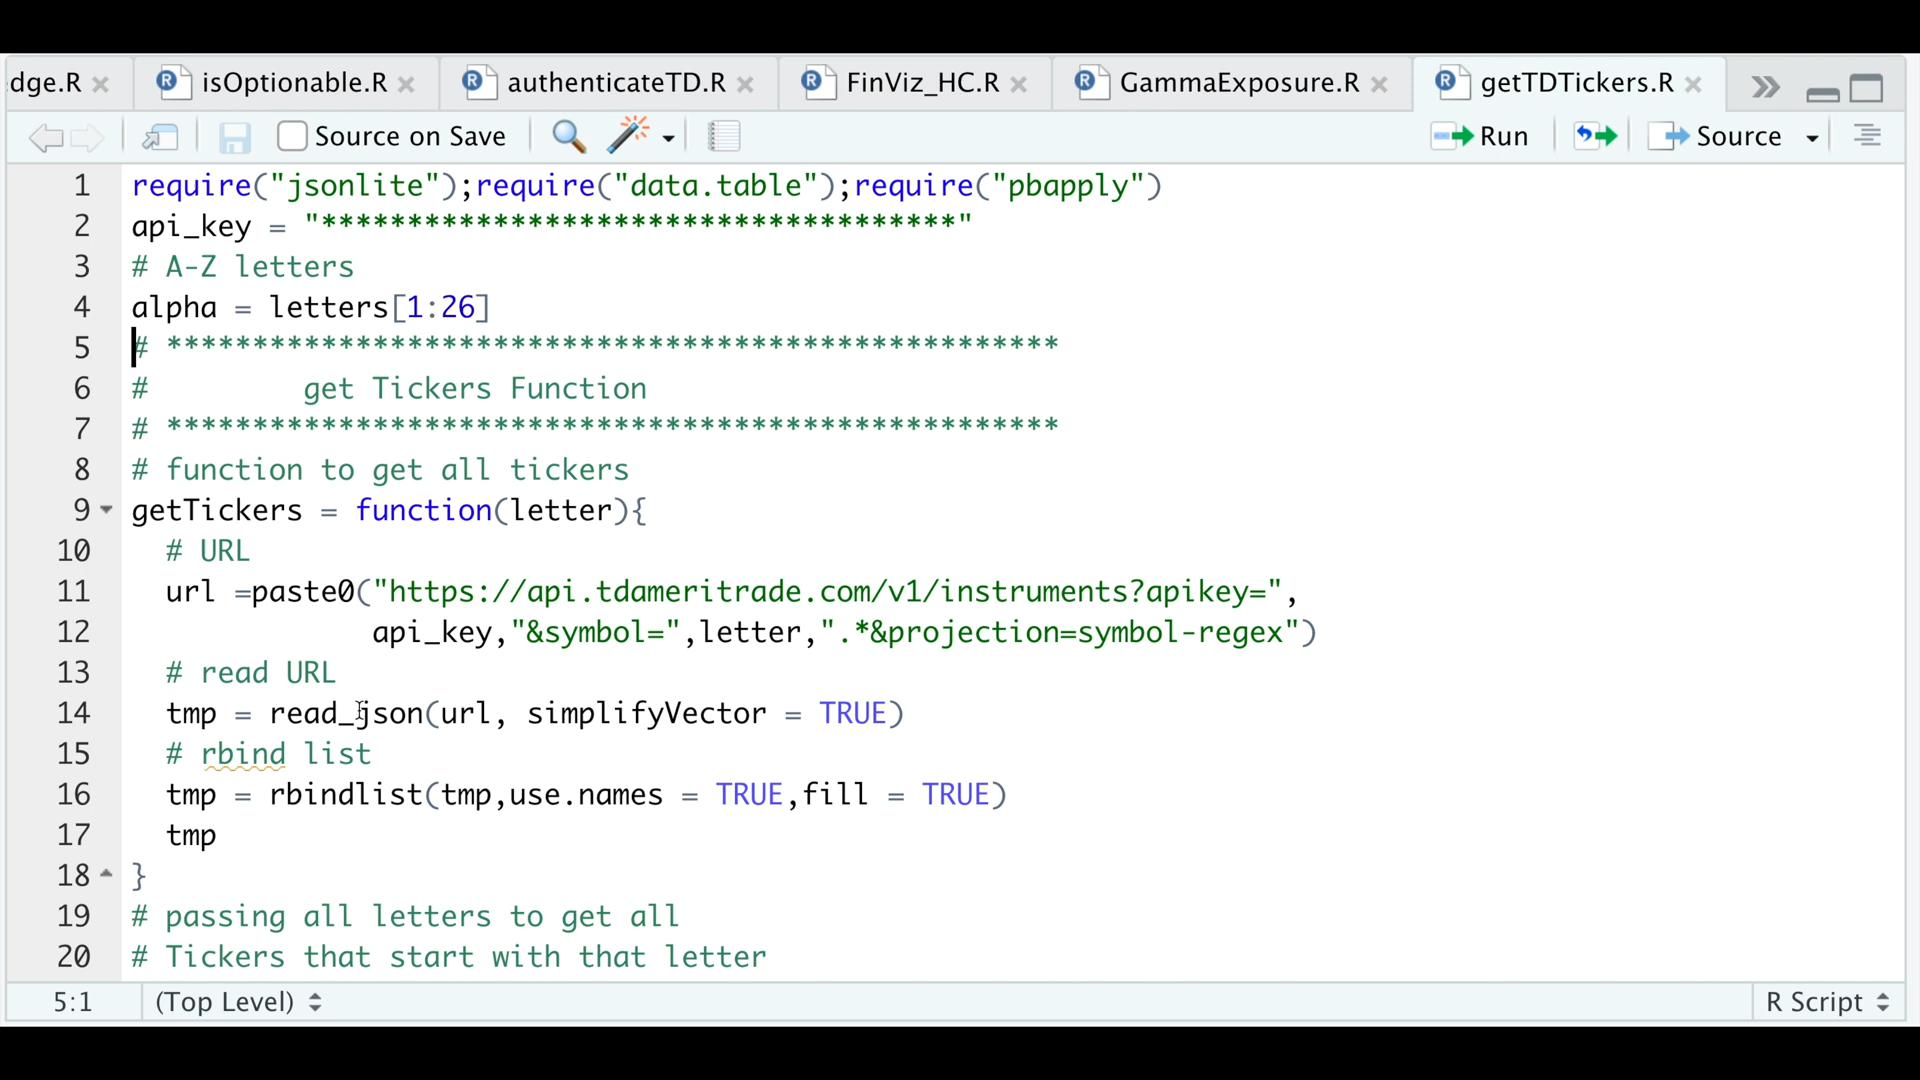 dge.R isOptionable.R authenticateTD.R FinViz_HC.R GammaExposure.R getTDTickers.R
Source on Save Run Source
1 require("jsonlite");require("data.table");require("pbapply")
2 api_key = "*************************************"
3 # A-Z letters
4 alpha = letters[1:26]
5 # ****************************************************
6 #         get Tickers Function
7 # ****************************************************
8 # function to get all tickers
9 getTickers = function(letter){
10   # URL
11   url =paste0("https://api.tdameritrade.com/v1/instruments?apikey=",
12               api_key,"&symbol=",letter,".*&projection=symbol-regex")
13   # read URL
14   tmp = read_json(url, simplifyVector = TRUE)
15   # rbind list
16   tmp = rbindlist(tmp,use.names = TRUE,fill = TRUE)
17   tmp
18 }
19 # passing all letters to get all
20 # Tickers that start with that letter
5:1 (Top Level) R Script